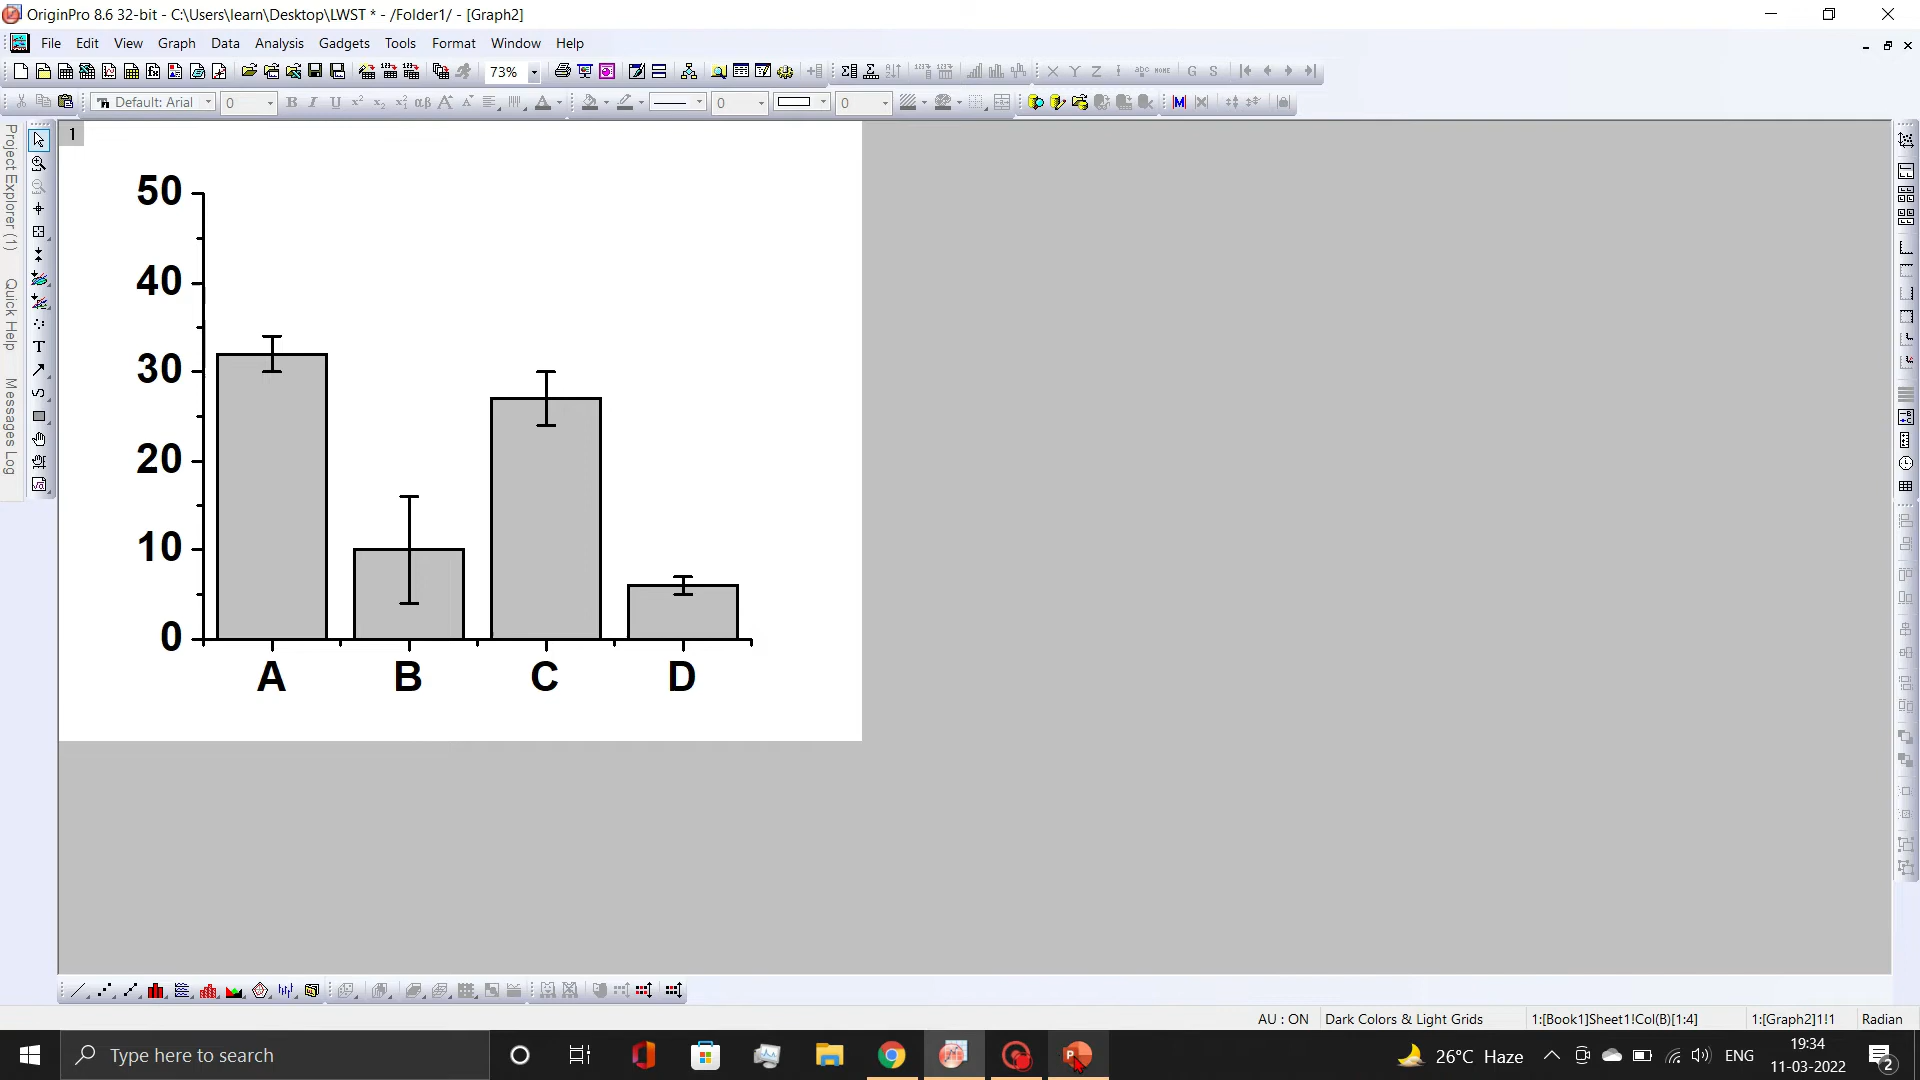 OriginPro 8.6 32-bit - C:\Users\learn\Desktop\LWST * - /Folder1/ - [Graph2]
File Edit View Graph Data Analysis Gadgets Tools Format Window Help
73%
Default: Arial 0 B I U αβ 0 0
Project Explorer (1)
Quick Help
Messages Log
1
50
40
30
20
10
0
A B C D
AU : ON Dark Colors & Light Grids 1:[Book1]Sheet1!Col(B)[1:4] 1:[Graph2]1!1 Radian
Type here to search
26°C Haze
ENG
19:34
11-03-2022
2